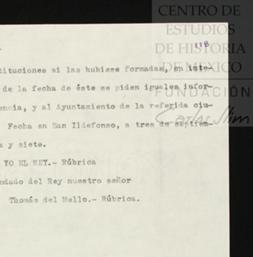 CENTRO DE
ESTUDIOS
DE HISTORIA
DE MÉXICO
FUNDACIÓN
Carlos Slim
118
tituciones si las hubiese formadas, en inte-
de la fecha de éste se piden iguales infor-
encia, y al Ayuntamiento de la referida ciu-
Fecha en San Ildefonso, a tres de septiem-
a y siete.
YO EL REY.- Rúbrica
ndado del Rey nuestro señor
Thomás del Mello.- Rúbrica.